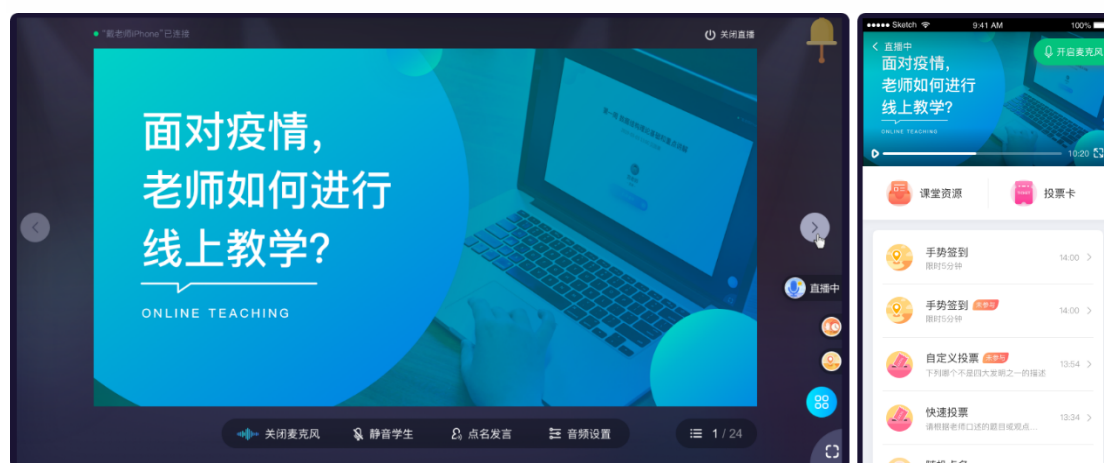 "戴老师iPhone"已连接
关闭直播
面对疫情，
老师如何进行
线上教学?
ONLINE TEACHING
直播中
关闭麦克风
静音学生
点名发言
音频设置
1 / 24
Sketch
9:41 AM
100%
直播中
开启麦克风
面对疫情，
老师如何进行
线上教学?
ONLINE TEACHING
10:20
课堂资源
投票卡
手势签到
限时5分钟
14:00
手势签到 未参与
限时5分钟
14:00
自定义投票 未参与
下列哪个不是四大发明之一的描述
13:54
快速投票
请根据老师口述的题目或观点...
13:34